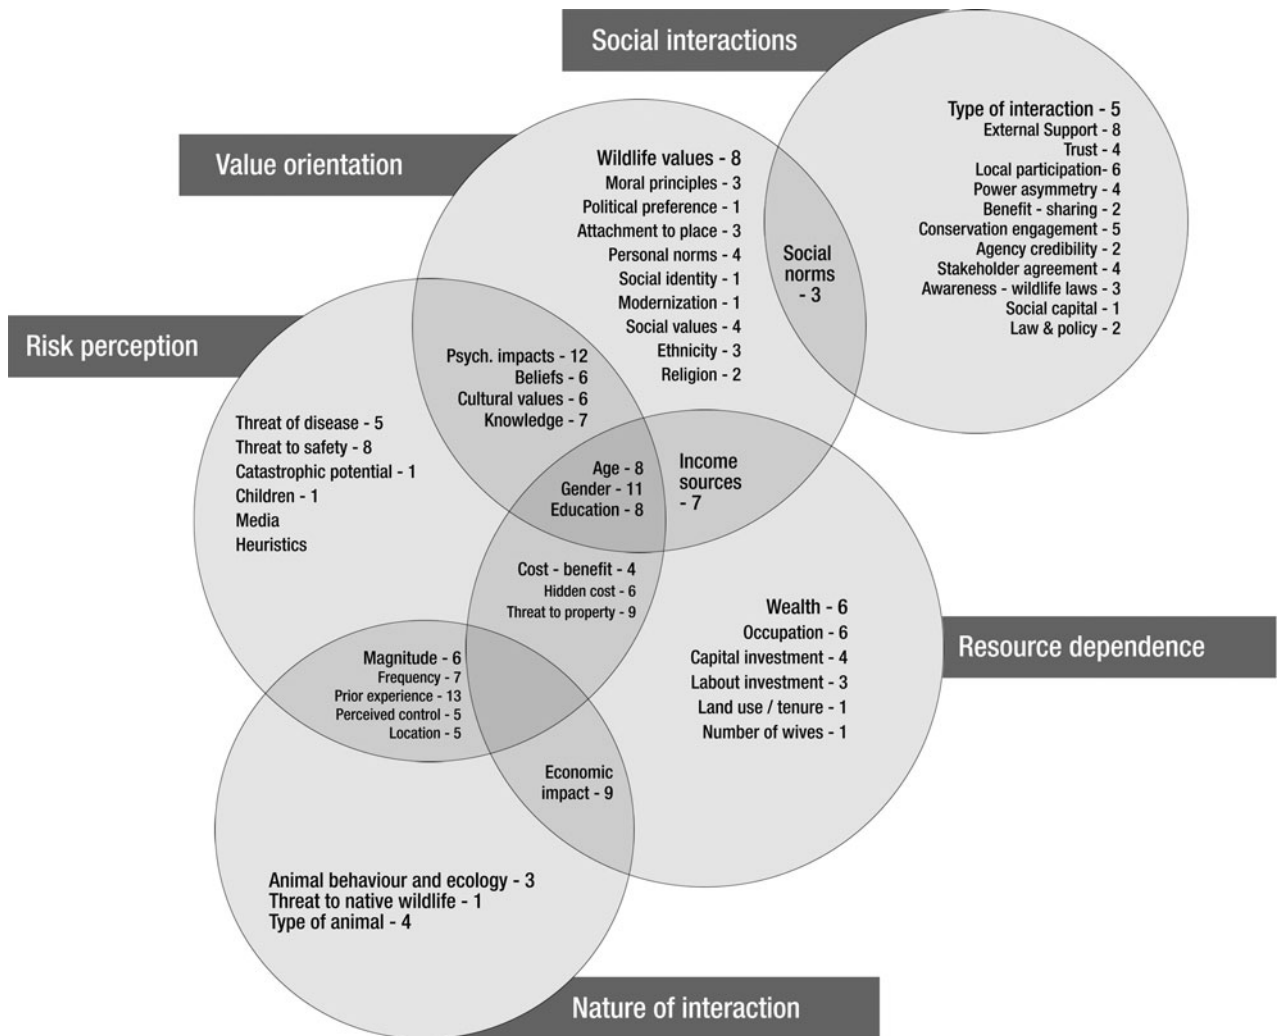 Social interactions
Type of interaction - 5
External Support - 8
Trust - 4
Local participation- 6
Power asymmetry - 4
Benefit - sharing - 2
Conservation engagement - 5
Agency credibility - 2
Stakeholder agreement - 4
Awareness - wildlife laws - 3
Social capital - 1
Law & policy - 2
Value orientation
Wildlife values - 8
Moral principles - 3
Political preference - 1
Attachment to place - 3
Personal norms - 4
Social identity - 1
Modernization - 1
Social values - 4
Ethnicity - 3
Religion - 2
Social
norms
- 3
Risk perception
Psych. impacts - 12
Beliefs - 6
Cultural values - 6
Knowledge - 7
Threat of disease - 5
Threat to safety - 8
Catastrophic potential - 1
Children - 1
Media
Heuristics
Age - 8
Gender - 11
Education - 8
Income
sources
- 7
Cost - benefit - 4
Hidden cost - 6
Threat to property - 9
Wealth - 6
Occupation - 6
Capital investment - 4
Labout investment - 3
Land use / tenure - 1
Number of wives - 1
Resource dependence
Magnitude - 6
Frequency - 7
Prior experience - 13
Perceived control - 5
Location - 5
Economic
impact - 9
Animal behaviour and ecology - 3
Threat to native wildlife - 1
Type of animal - 4
Nature of interaction